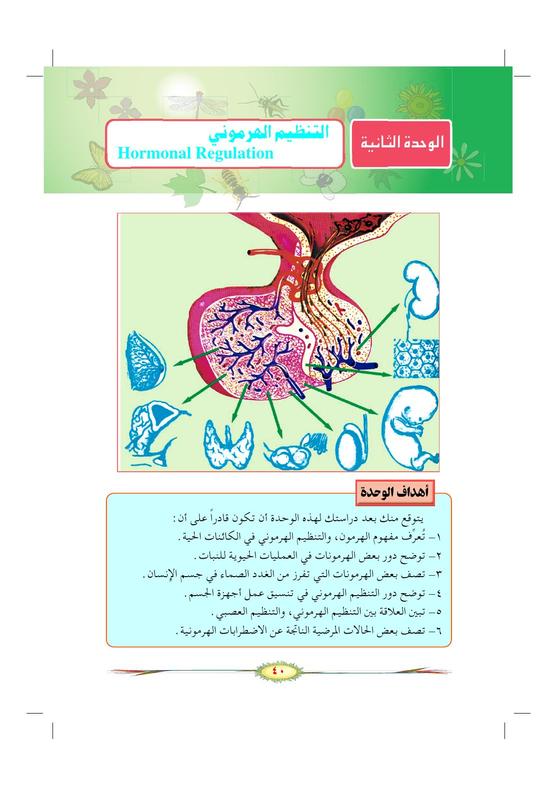 الوحدة الثانية
التنظيم الهرموني
Hormonal Regulation
أهداف الوحدة
يتوقع منك بعد دراستك لهذه الوحدة أن تكون قادراً على أن :
١- تُعرِّف مفهوم الهرمون، والتنظيم الهرموني في الكائنات الحية.
٢- توضح دور بعض الهرمونات في العمليات الحيوية للنبات.
٣- تصف بعض الهرمونات التي تفرز من الغدد الصماء في جسم الإنسان.
٤- توضح دور التنظيم الهرموني في تنسيق عمل أجهزة الجسم.
٥- تبين العلاقة بين التنظيم الهرموني، والتنظيم العصبي.
٦- تصف بعض الحالات المرضية الناتجة عن الاضطرابات الهرمونية.
٤٠